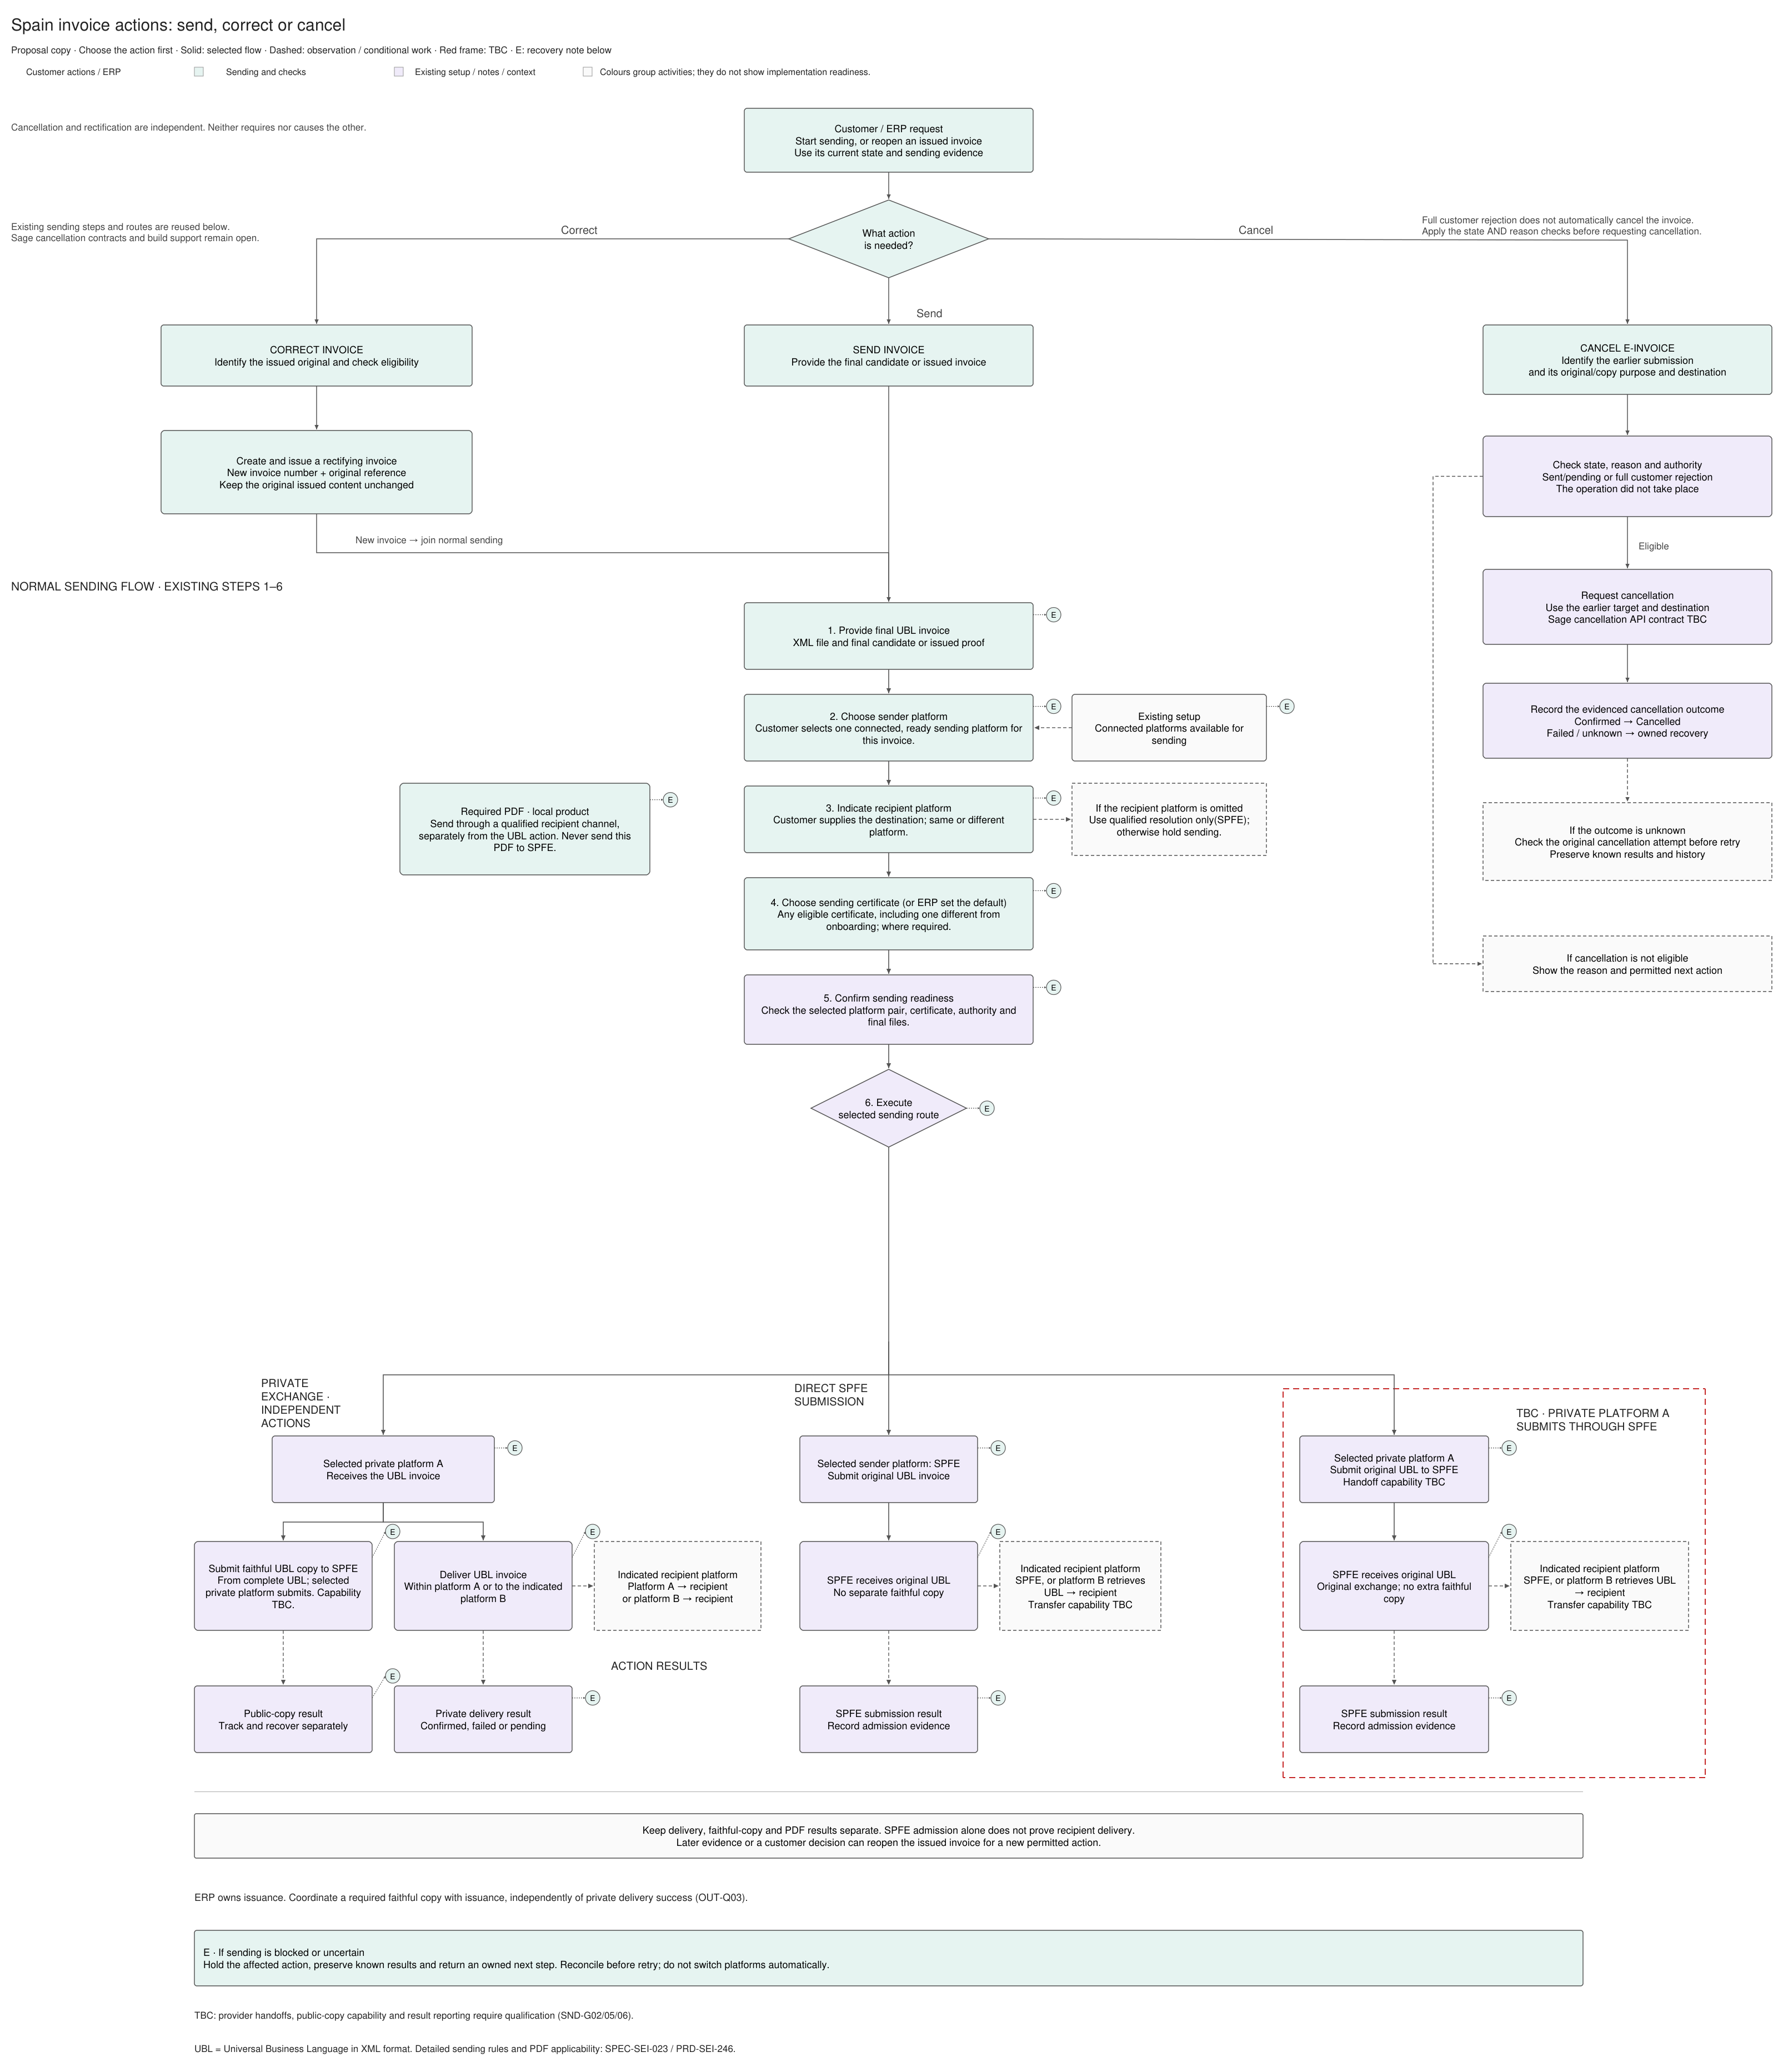 Spain invoice actions: send, correct or cancel
Proposal copy · Choose the action first · Solid: selected flow · Dashed: observation / conditional work · Red frame: TBC · E: recovery note below
Customer actions / ERP
Sending and checks
Existing setup / notes / context
Colours group activities; they do not show implementation readiness.
Cancellation and rectification are independent. Neither requires nor causes the other.
Customer / ERP request
Start sending, or reopen an issued invoice
Use its current state and sending evidence
Existing sending steps and routes are reused below.
Sage cancellation contracts and build support remain open.
Correct
What action
is needed?
Cancel
Full customer rejection does not automatically cancel the invoice.
Apply the state AND reason checks before requesting cancellation.
Send
CORRECT INVOICE
Identify the issued original and check eligibility
SEND INVOICE
Provide the final candidate or issued invoice
CANCEL E-INVOICE
Identify the earlier submission
and its original/copy purpose and destination
Create and issue a rectifying invoice
New invoice number + original reference
Keep the original issued content unchanged
Check state, reason and authority
Sent/pending or full customer rejection
The operation did not take place
New invoice → join normal sending
Eligible
NORMAL SENDING FLOW · EXISTING STEPS 1–6
Request cancellation
Use the earlier target and destination
Sage cancellation API contract TBC
1. Provide final UBL invoice
XML file and final candidate or issued proof
E
2. Choose sender platform
Customer selects one connected, ready sending platform for
this invoice.
E
Existing setup
Connected platforms available for
sending
E
Record the evidenced cancellation outcome
Confirmed → Cancelled
Failed / unknown → owned recovery
Required PDF · local product
Send through a qualified recipient channel,
separately from the UBL action. Never send this
PDF to SPFE.
E
3. Indicate recipient platform
Customer supplies the destination; same or different
platform.
E
If the recipient platform is omitted
Use qualified resolution only(SPFE);
otherwise hold sending.
If the outcome is unknown
Check the original cancellation attempt before retry
Preserve known results and history
4. Choose sending certificate (or ERP set the default)
Any eligible certificate, including one different from
onboarding; where required.
E
If cancellation is not eligible
Show the reason and permitted next action
5. Confirm sending readiness
Check the selected platform pair, certificate, authority and
final files.
E
6. Execute
selected sending route
E
PRIVATE
EXCHANGE ·
INDEPENDENT
ACTIONS
DIRECT SPFE
SUBMISSION
TBC · PRIVATE PLATFORM A
SUBMITS THROUGH SPFE
Selected private platform A
Receives the UBL invoice
E
Selected sender platform: SPFE
Submit original UBL invoice
E
Selected private platform A
Submit original UBL to SPFE
Handoff capability TBC
E
Submit faithful UBL copy to SPFE
From complete UBL; selected
private platform submits. Capability
TBC.
E
Deliver UBL invoice
Within platform A or to the indicated
platform B
E
Indicated recipient platform
Platform A → recipient
or platform B → recipient
SPFE receives original UBL
No separate faithful copy
E
Indicated recipient platform
SPFE, or platform B retrieves
UBL → recipient
Transfer capability TBC
SPFE receives original UBL
Original exchange; no extra faithful
copy
E
Indicated recipient platform
SPFE, or platform B retrieves UBL
→ recipient
Transfer capability TBC
ACTION RESULTS
Public-copy result
Track and recover separately
E
Private delivery result
Confirmed, failed or pending
E
SPFE submission result
Record admission evidence
E
SPFE submission result
Record admission evidence
E
Keep delivery, faithful-copy and PDF results separate. SPFE admission alone does not prove recipient delivery.
Later evidence or a customer decision can reopen the issued invoice for a new permitted action.
ERP owns issuance. Coordinate a required faithful copy with issuance, independently of private delivery success (OUT-Q03).
E · If sending is blocked or uncertain
Hold the affected action, preserve known results and return an owned next step. Reconcile before retry; do not switch platforms automatically.
TBC: provider handoffs, public-copy capability and result reporting require qualification (SND-G02/05/06).
UBL = Universal Business Language in XML format. Detailed sending rules and PDF applicability: SPEC-SEI-023 / PRD-SEI-246.